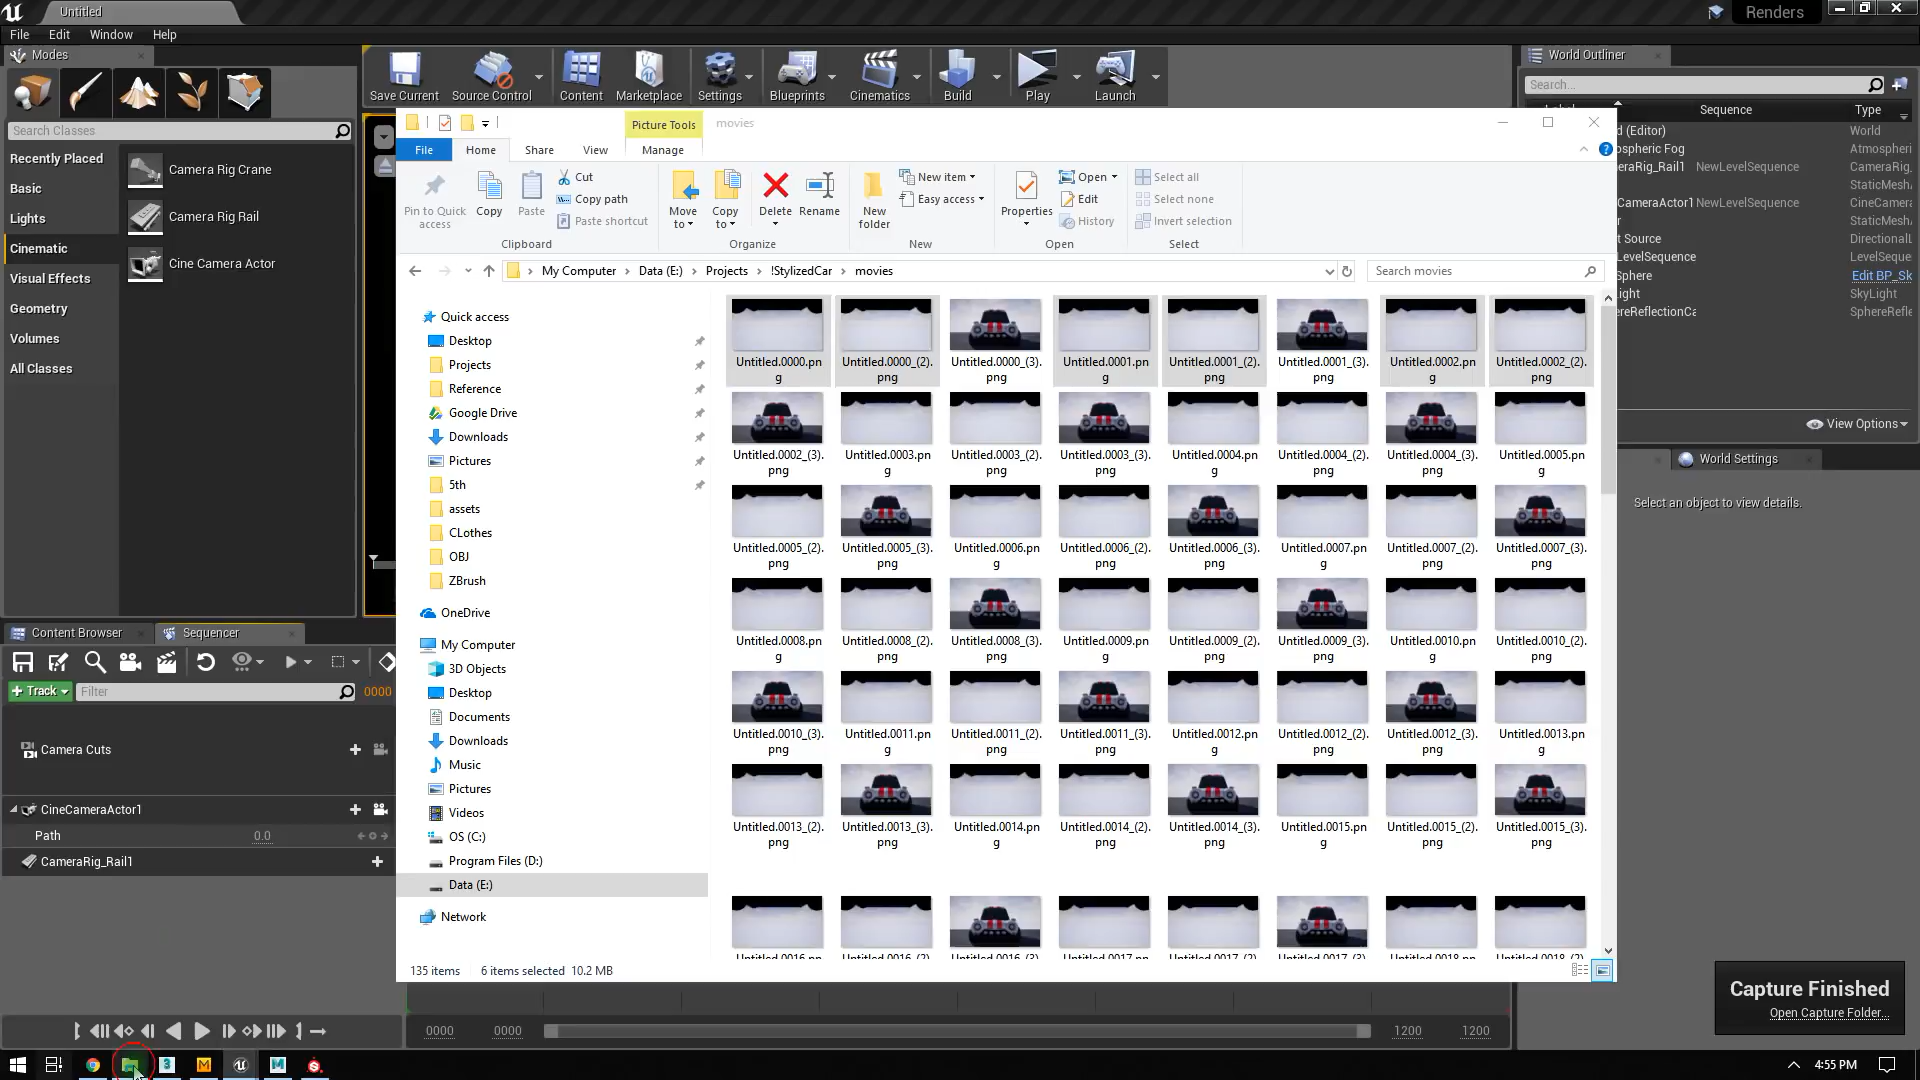 Untitled
Renders
File Edit Window Help
Modes
Search Classes
Recently Placed
Basic
Lights
Cinematic
Visual Effects
Geometry
Volumes
All Classes
Camera Rig Crane
Camera Rig Rail
Cine Camera Actor
Save Current Source Control Content Marketplace Settings Blueprints Cinematics Build Play Launch
World Outliner
Search...
Sequence Type
d (Editor) World
ospheric Fog Atmospheri
eraRig_Rail1 NewLevelSequence CameraRig_
StaticMesh
CameraActor1 NewLevelSequence CineCamera
StaticMesh
t Source DirectionalL
LevelSequence LevelSeque
Sphere Edit BP_Sk
ight SkyLight
ereReflectionCa SphereRefle
View Options
World Settings
Select an object to view details.
Picture Tools movies
File Home Share View Manage
Pin to Quick access
Copy
Paste
Cut
Copy path
Paste shortcut
Clipboard
Move to
Copy to
Delete
Rename
Organize
New folder
New item
Easy access
New
Properties
Open
Edit
History
Open
Select all
Select none
Invert selection
Select
My Computer Data (E:) Projects !StylizedCar movies
Search movies
Quick access
Desktop
Projects
Reference
Google Drive
Downloads
Pictures
5th
assets
CLothes
OBJ
ZBrush
OneDrive
My Computer
3D Objects
Desktop
Documents
Downloads
Music
Pictures
Videos
OS (C:)
Program Files (D:)
Data (E:)
Network
Untitled.0000.png Untitled.0000_(2).png Untitled.0000_(3).png Untitled.0001.png Untitled.0001_(2).png Untitled.0001_(3).png Untitled.0002.png Untitled.0002_(2).png
Untitled.0002_(3).png Untitled.0003.png Untitled.0003_(2).png Untitled.0003_(3).png Untitled.0004.png Untitled.0004_(2).png Untitled.0004_(3).png Untitled.0005.png
Untitled.0005_(2).png Untitled.0005_(3).png Untitled.0006.png Untitled.0006_(2).png Untitled.0006_(3).png Untitled.0007.png Untitled.0007_(2).png Untitled.0007_(3).png
Untitled.0008.png Untitled.0008_(2).png Untitled.0008_(3).png Untitled.0009.png Untitled.0009_(2).png Untitled.0009_(3).png Untitled.0010.png Untitled.0010_(2).png
Untitled.0010_(3).png Untitled.0011.png Untitled.0011_(2).png Untitled.0011_(3).png Untitled.0012.png Untitled.0012_(2).png Untitled.0012_(3).png Untitled.0013.png
Untitled.0013_(2).png Untitled.0013_(3).png Untitled.0014.png Untitled.0014_(2).png Untitled.0014_(3).png Untitled.0015.png Untitled.0015_(2).png Untitled.0015_(3).png
135 items 6 items selected 10.2 MB
Content Browser Sequencer
Track Filter 0000
Camera Cuts
CineCameraActor1
Path 0.0
CameraRig_Rail1
0000 0000 1200 1200
Capture Finished
Open Capture Folder...
4:55 PM